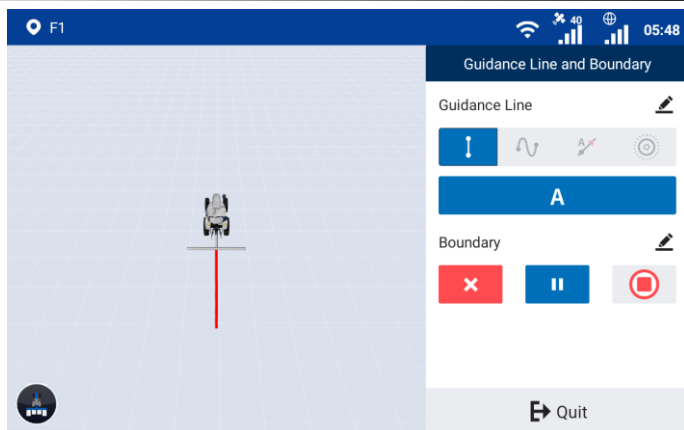 F1
40
05:48
Guidance Line and Boundary
Guidance Line
A
A
Boundary
Quit